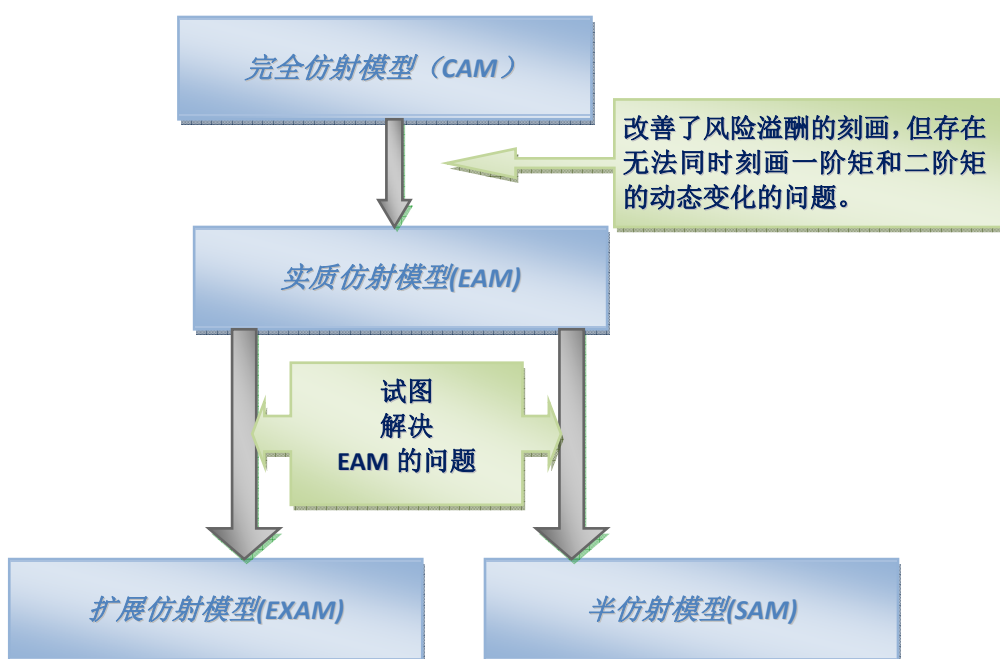 完全仿射模型（CAM）
改善了风险溢酬的刻画,但存在
无法同时刻画一阶矩和二阶矩
的动态变化的问题。
实质仿射模型(EAM)
试图
解决
EAM 的问题
扩展仿射模型(EXAM)
半仿射模型(SAM)